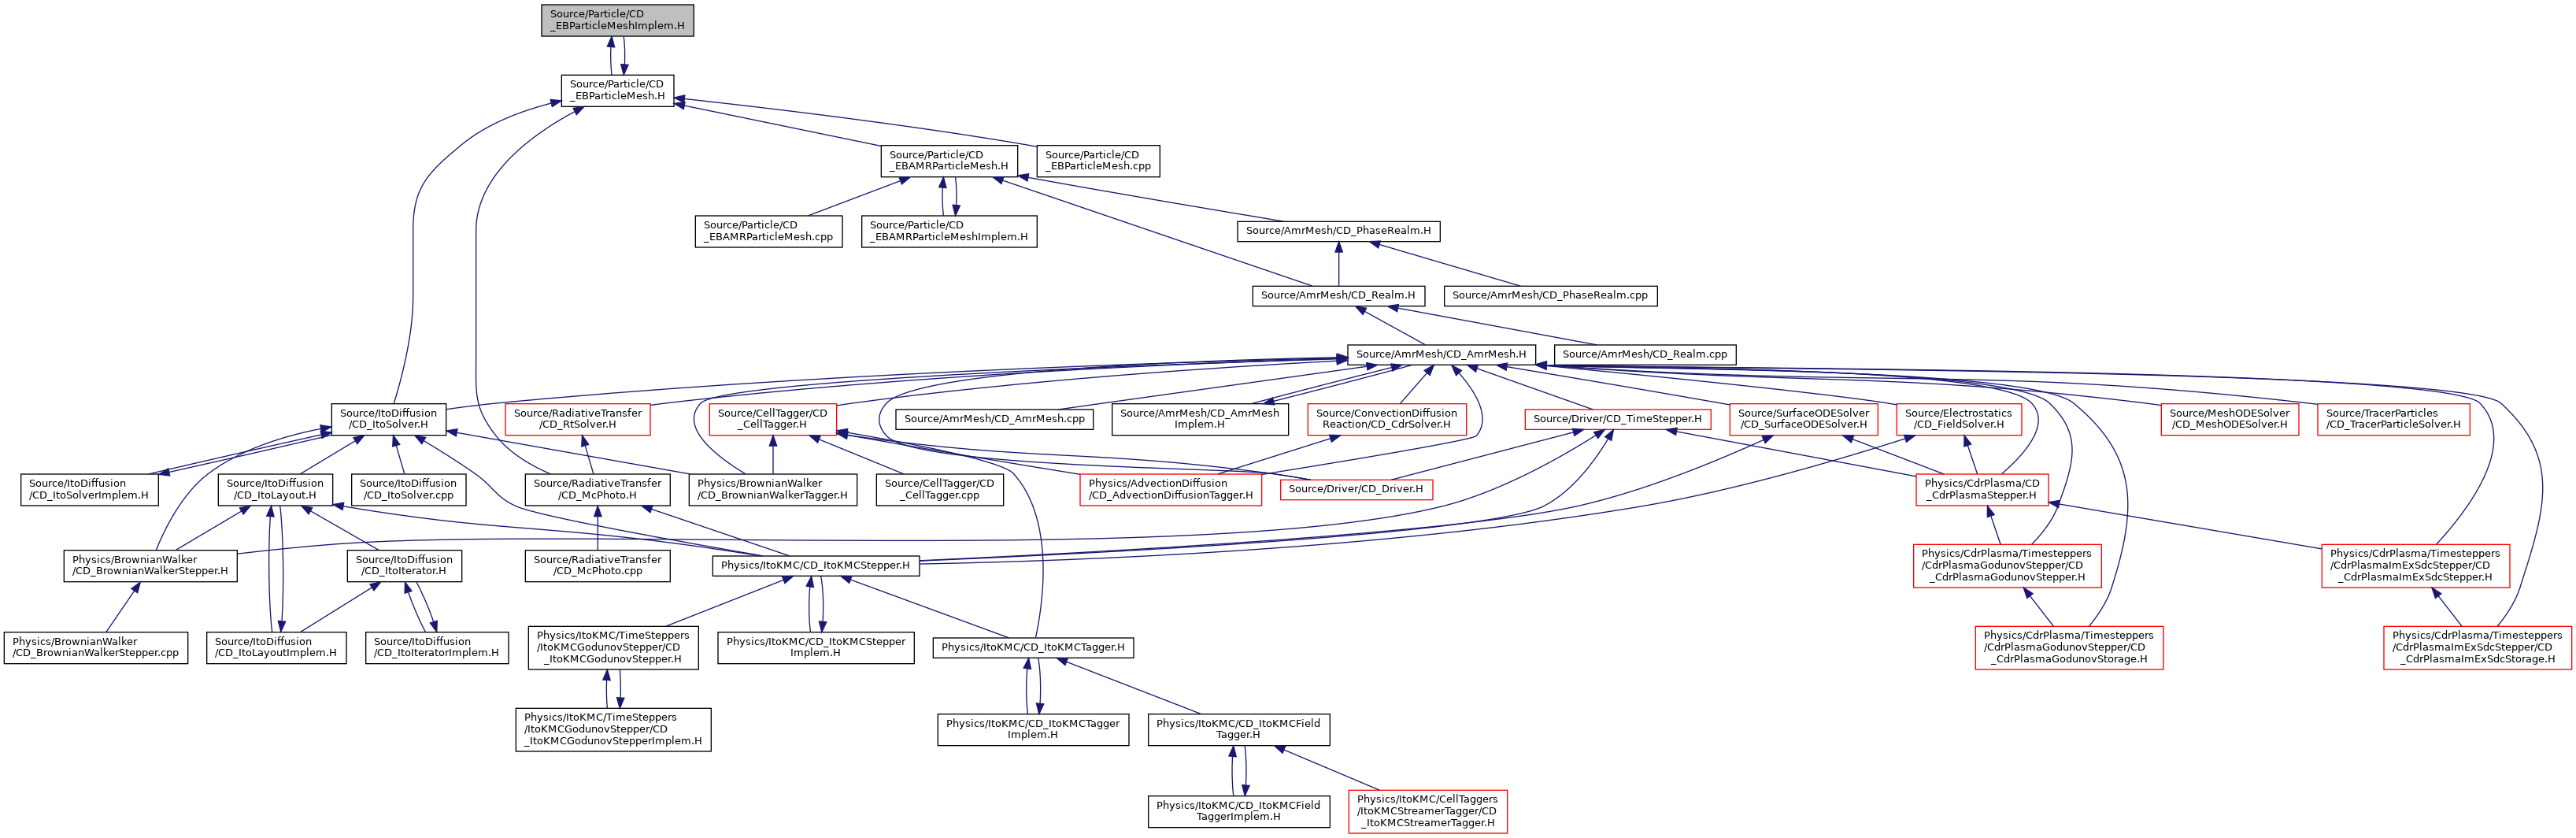 Source/Particle/CD
_EBParticleMeshImplem.H
Source/Particle/CD
_EBParticleMesh.H
Source/Particle/CD
_EBAMRParticleMesh.H
Source/Particle/CD
_EBParticleMesh.cpp
Source/Particle/CD
_EBAMRParticleMesh.cpp
Source/Particle/CD
_EBAMRParticleMeshImplem.H
Source/AmrMesh/CD_PhaseRealm.H
Source/AmrMesh/CD_Realm.H
Source/AmrMesh/CD_PhaseRealm.cpp
Source/AmrMesh/CD_AmrMesh.H
Source/AmrMesh/CD_Realm.cpp
Source/ItoDiffusion
/CD_ItoSolver.H
Source/RadiativeTransfer
/CD_RtSolver.H
Source/CellTagger/CD
_CellTagger.H
Source/AmrMesh/CD_AmrMesh.cpp
Source/AmrMesh/CD_AmrMesh
Implem.H
Source/ConvectionDiffusion
Reaction/CD_CdrSolver.H
Source/Driver/CD_TimeStepper.H
Source/SurfaceODESolver
/CD_SurfaceODESolver.H
Source/Electrostatics
/CD_FieldSolver.H
Source/MeshODESolver
/CD_MeshODESolver.H
Source/TracerParticles
/CD_TracerParticleSolver.H
Source/ItoDiffusion
/CD_ItoSolverImplem.H
Source/ItoDiffusion
/CD_ItoLayout.H
Source/ItoDiffusion
/CD_ItoSolver.cpp
Source/RadiativeTransfer
/CD_McPhoto.H
Physics/BrownianWalker
/CD_BrownianWalkerTagger.H
Source/CellTagger/CD
_CellTagger.cpp
Physics/AdvectionDiffusion
/CD_AdvectionDiffusionTagger.H
Source/Driver/CD_Driver.H
Physics/CdrPlasma/CD
_CdrPlasmaStepper.H
Physics/BrownianWalker
/CD_BrownianWalkerStepper.H
Source/ItoDiffusion
/CD_ItoIterator.H
Source/RadiativeTransfer
/CD_McPhoto.cpp
Physics/ItoKMC/CD_ItoKMCStepper.H
Physics/CdrPlasma/Timesteppers
/CdrPlasmaGodunovStepper/CD
_CdrPlasmaGodunovStepper.H
Physics/CdrPlasma/Timesteppers
/CdrPlasmaImExSdcStepper/CD
_CdrPlasmaImExSdcStepper.H
Physics/BrownianWalker
/CD_BrownianWalkerStepper.cpp
Source/ItoDiffusion
/CD_ItoLayoutImplem.H
Source/ItoDiffusion
/CD_ItoIteratorImplem.H
Physics/ItoKMC/TimeSteppers
/ItoKMCGodunovStepper/CD
_ItoKMCGodunovStepper.H
Physics/ItoKMC/CD_ItoKMCStepper
Implem.H
Physics/ItoKMC/CD_ItoKMCTagger.H
Physics/CdrPlasma/Timesteppers
/CdrPlasmaGodunovStepper/CD
_CdrPlasmaGodunovStorage.H
Physics/CdrPlasma/Timesteppers
/CdrPlasmaImExSdcStepper/CD
_CdrPlasmaImExSdcStorage.H
Physics/ItoKMC/TimeSteppers
/ItoKMCGodunovStepper/CD
_ItoKMCGodunovStepperImplem.H
Physics/ItoKMC/CD_ItoKMCTagger
Implem.H
Physics/ItoKMC/CD_ItoKMCField
Tagger.H
Physics/ItoKMC/CD_ItoKMCField
TaggerImplem.H
Physics/ItoKMC/CellTaggers
/ItoKMCStreamerTagger/CD
_ItoKMCStreamerTagger.H